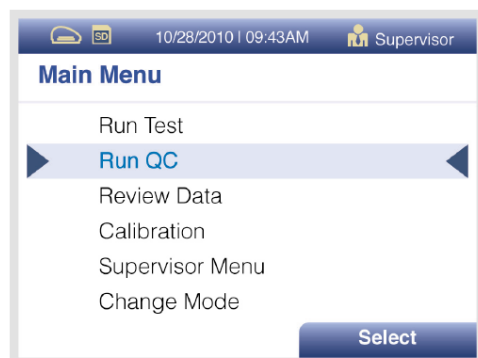 SD 10/28/2010 | 09:43AM Supervisor
Main Menu
Run Test
Run QC
Review Data
Calibration
Supervisor Menu
Change Mode
Select